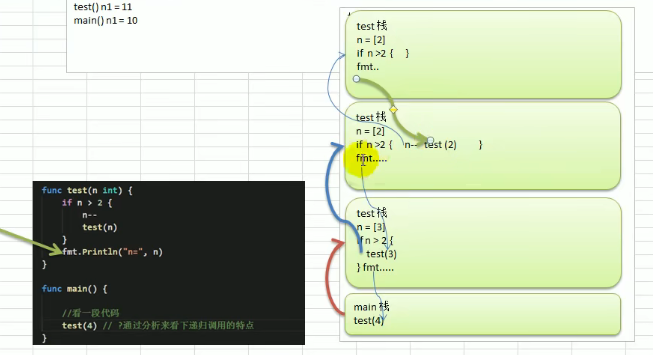 test() n1 = 11
main() n1 = 10
test 栈
n = [2]
if n >2 { }
fmt..
test 栈
n = [2]
if n >2 { n-- test (2) }
fmt.....
test 栈
n = [3]
if n > 2 {
test(3)
} fmt.....
main 栈
test(4)
func test(n int) {
if n > 2 {
n--
test(n)
}
fmt.Println("n=", n)
}
func main() {
//看一段代码
test(4) // ?通过分析来看下递归调用的特点
}